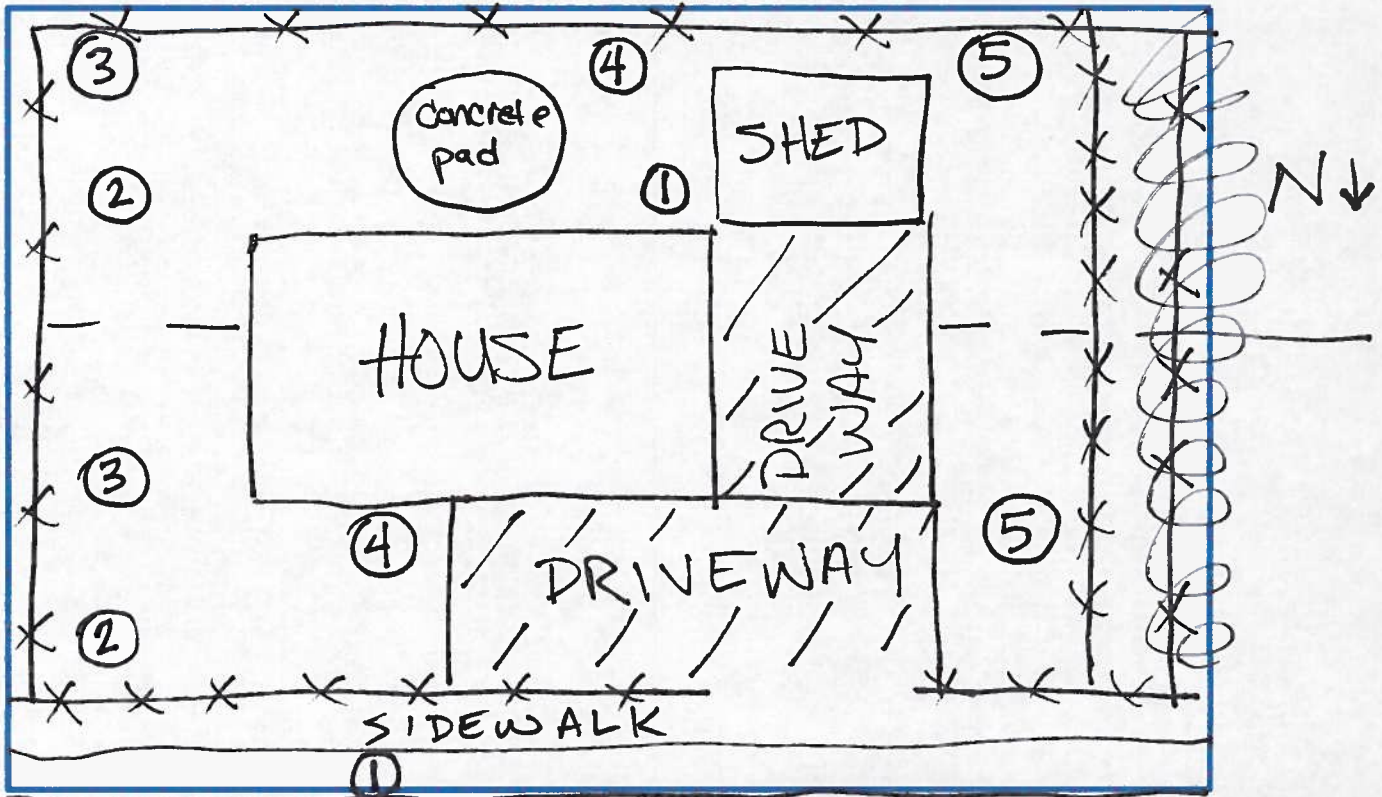 ③
④
⑤
Concrete
pad
SHED
②
①
N↓
HOUSE
DRIVE
WAY
③
④
⑤
DRIVEWAY
②
SIDEWALK
①